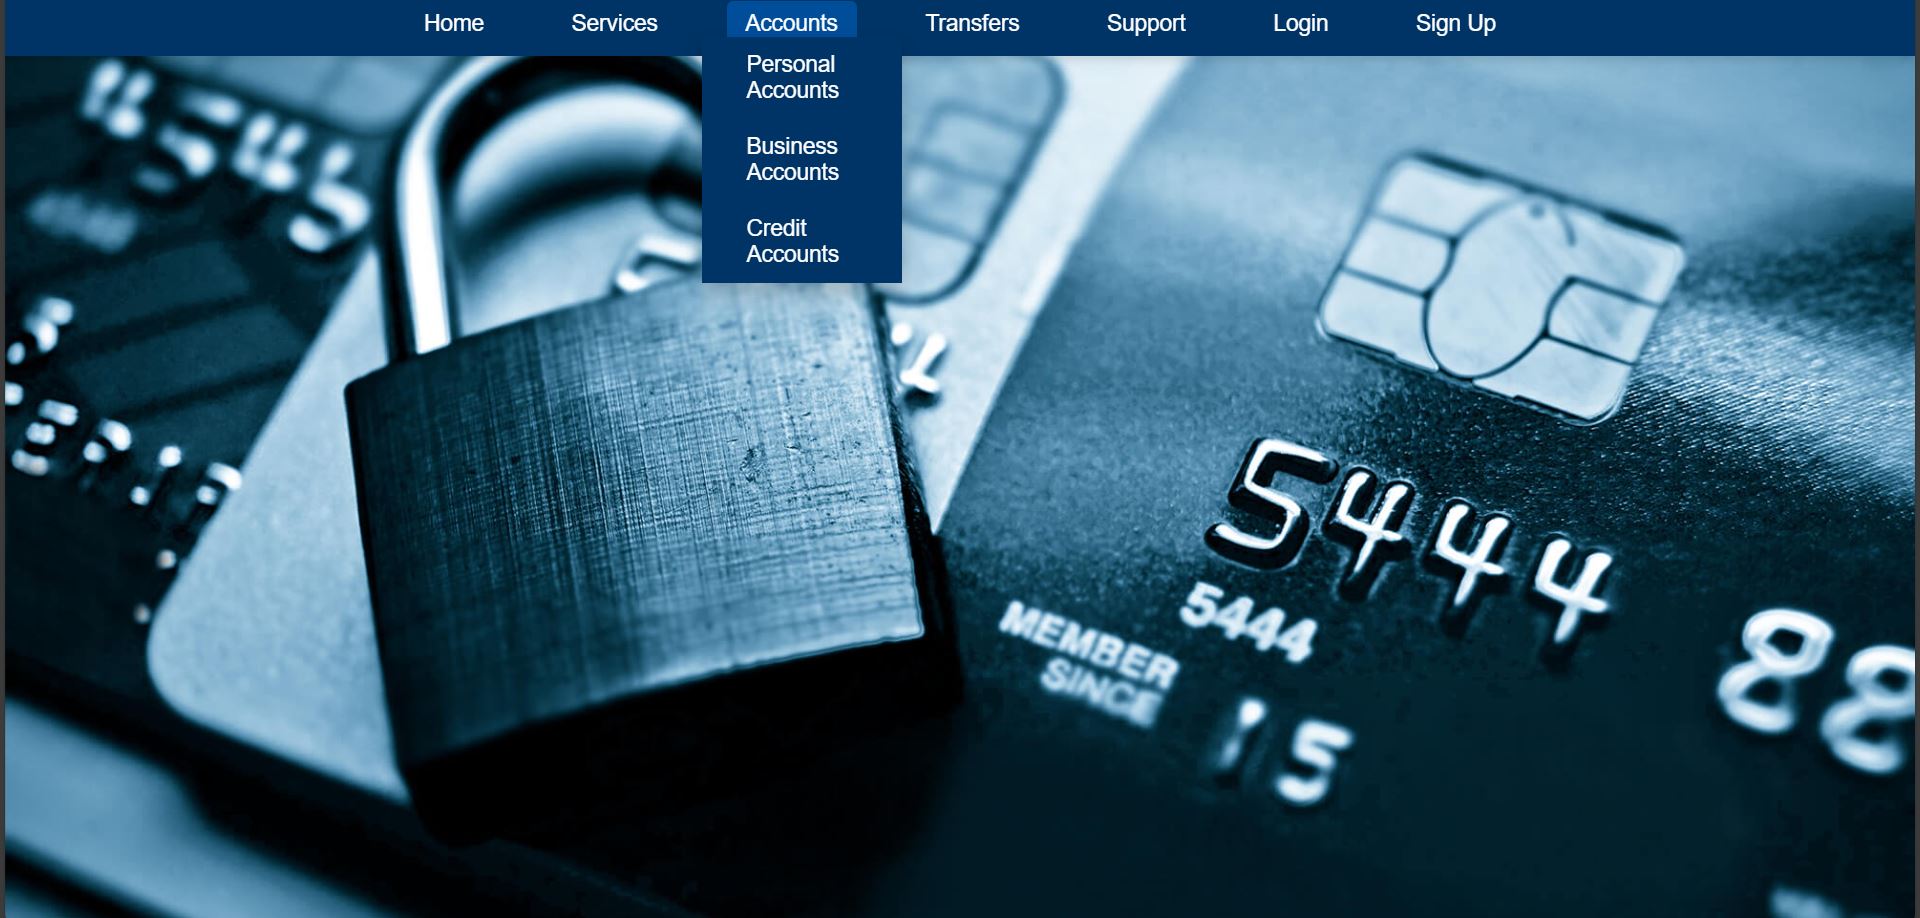 Home Services Accounts Transfers Support Login Sign Up
Personal
Accounts
Business
Accounts
Credit
Accounts
5444
5444
MEMBER
SINCE
15
88